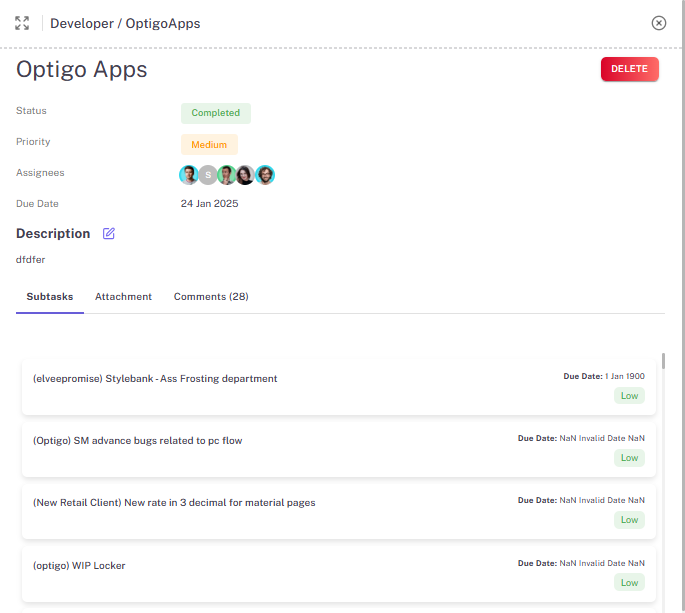 Developer / OptigoApps
Optigo Apps
DELETE
Status
Completed
Priority
Medium
Assignees
S
Due Date
24 Jan 2025
Description
dfdfer
Subtasks Attachment Comments (28)
(elveepromise) Stylebank - Ass Frosting department
Due Date: 1 Jan 1900
Low
(Optigo) SM advance bugs related to pc flow
Due Date: NaN Invalid Date NaN
Low
(New Retail Client) New rate in 3 decimal for material pages
Due Date: NaN Invalid Date NaN
Low
(optigo) WIP Locker
Due Date: NaN Invalid Date NaN
Low